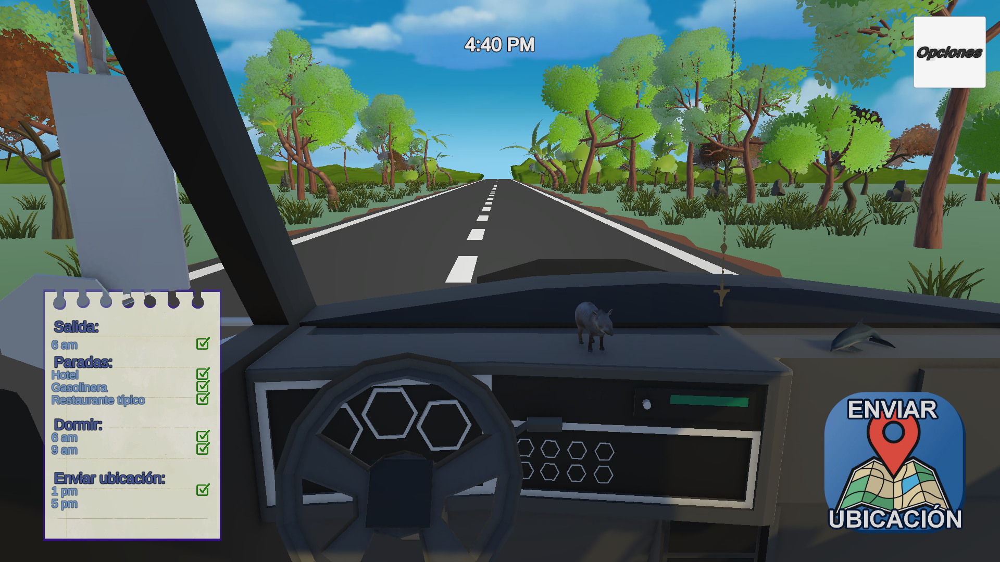 4:40 PM
Opciones
Salida:
6 am
Paradas:
Hotel
Gasolinera
Restaurante típico
Dormir:
6 am
9 am
Enviar ubicación:
1 pm
5 pm
ENVIAR
UBICACIÓN